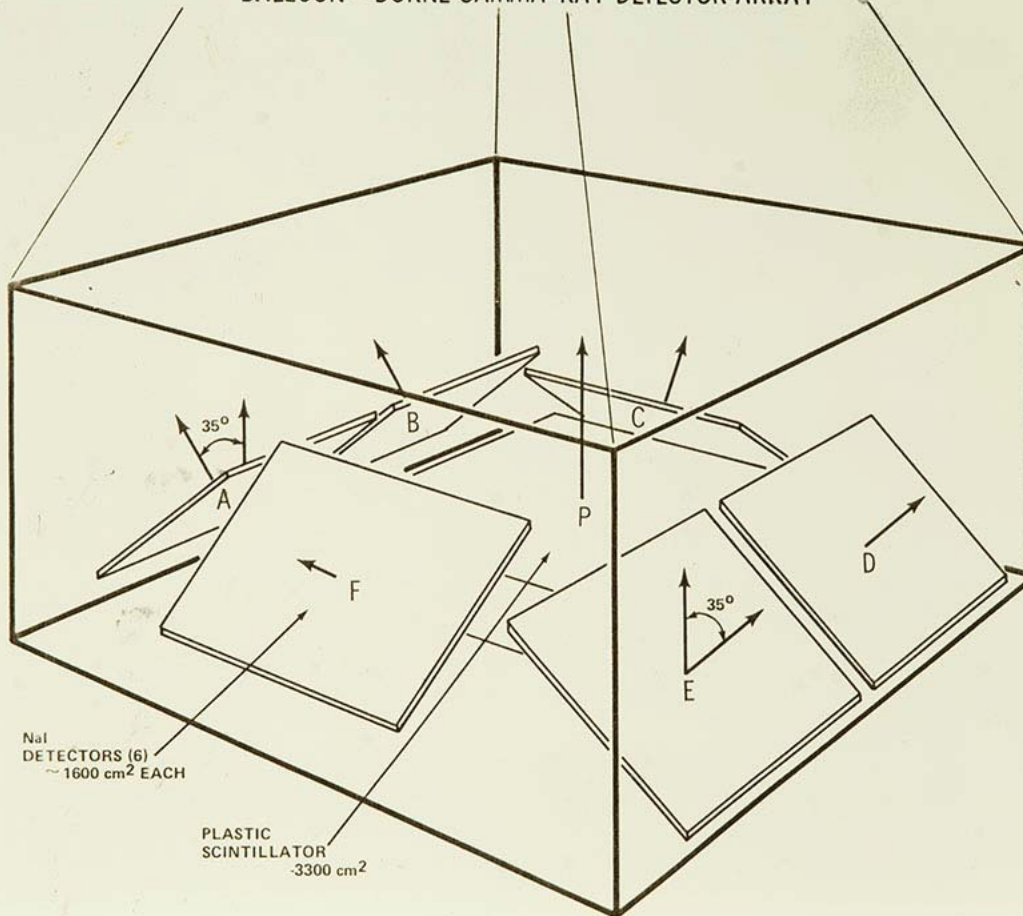 BALLOON - BORNE GAMMA-RAY DETECTOR ARRAY
B
C
35°
A
P
D
F
35°
E
NaI
DETECTORS (6)
~ 1600 cm² EACH
PLASTIC
SCINTILLATOR
-3300 cm²